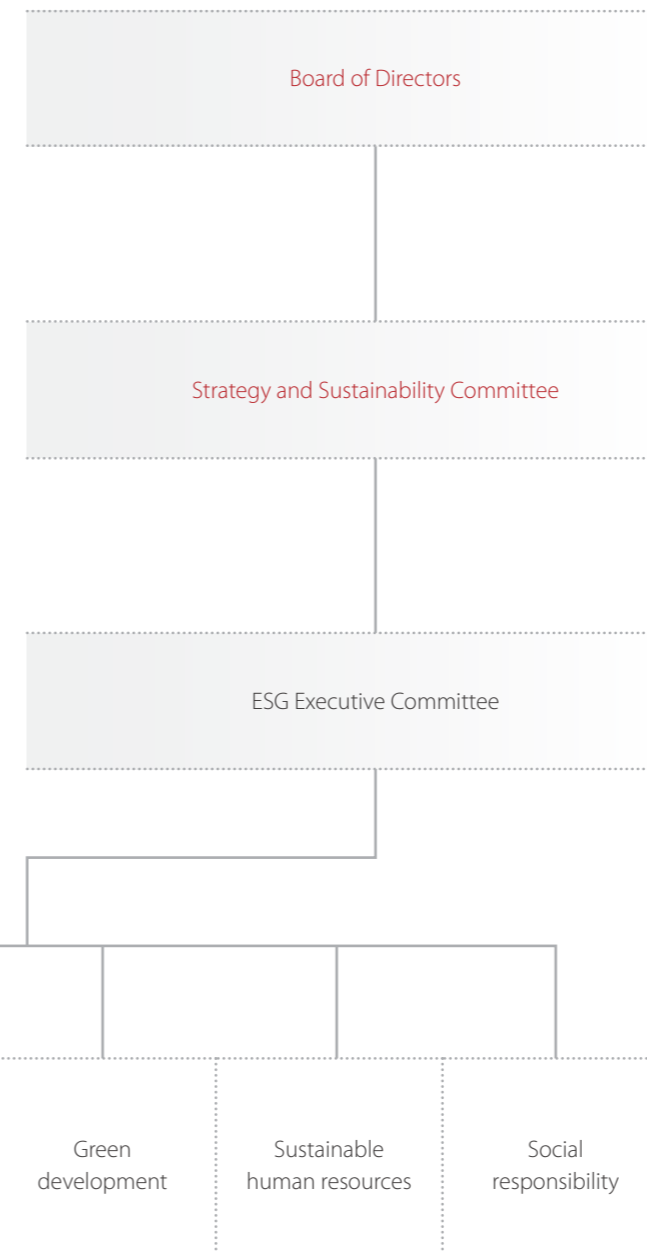 Board of Directors
Strategy and Sustainability Committee
ESG Executive Committee
Green
development
Sustainable
human resources
Social
responsibility